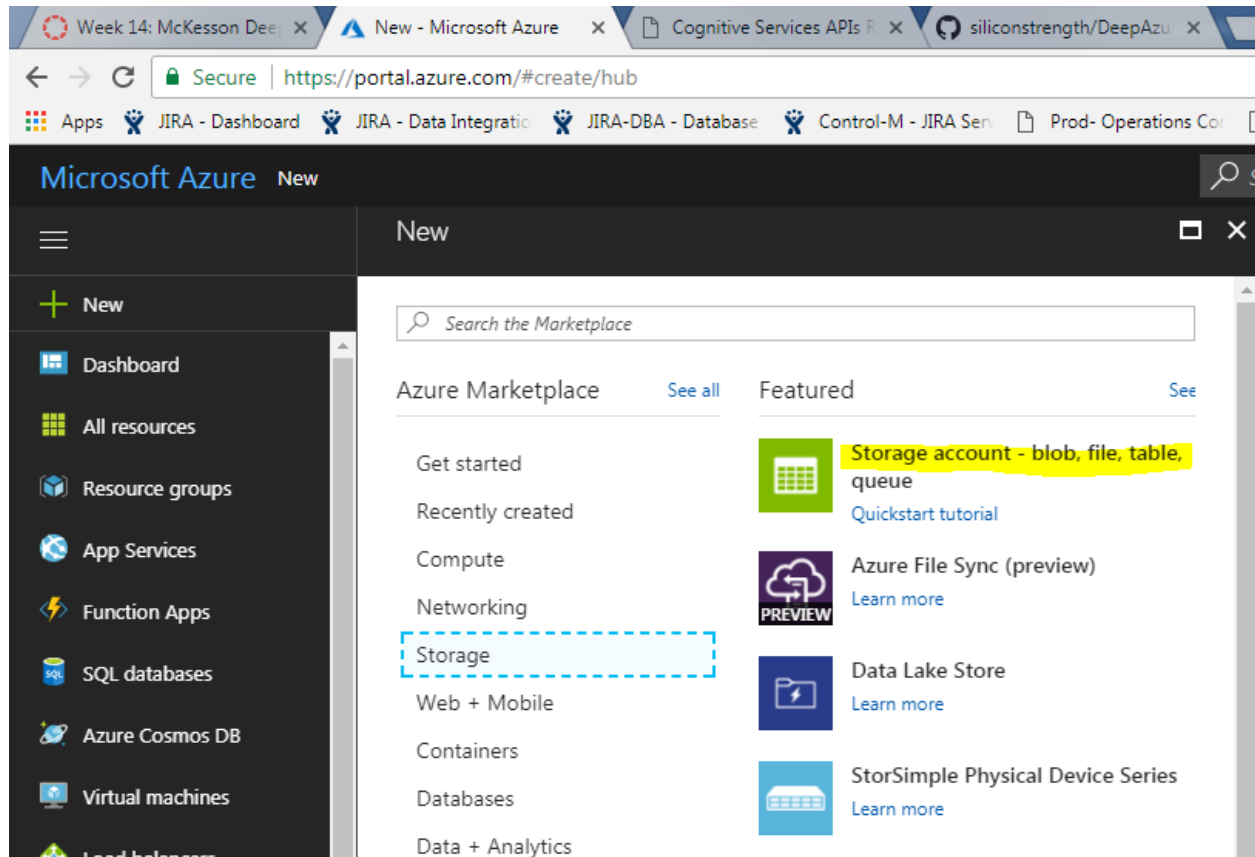 Week 14: McKesson Dee
New - Microsoft Azure
Cognitive Services APIs R
siliconstrength/DeepAzu
Secure
https://portal.azure.com/#create/hub
Apps
JIRA - Dashboard
JIRA - Data Integratio
JIRA-DBA - Database
Control-M - JIRA Serv
Prod- Operations Cor
Microsoft Azure New
New
New
Search the Marketplace
Dashboard
All resources
Resource groups
App Services
Function Apps
SQL databases
Azure Cosmos DB
Virtual machines
Load balancers
Azure Marketplace
See all
Get started
Recently created
Compute
Networking
Storage
Web + Mobile
Containers
Databases
Data + Analytics
Featured
See
Storage account - blob, file, table,
queue
Quickstart tutorial
PREVIEW
Azure File Sync (preview)
Learn more
Data Lake Store
Learn more
StorSimple Physical Device Series
Learn more